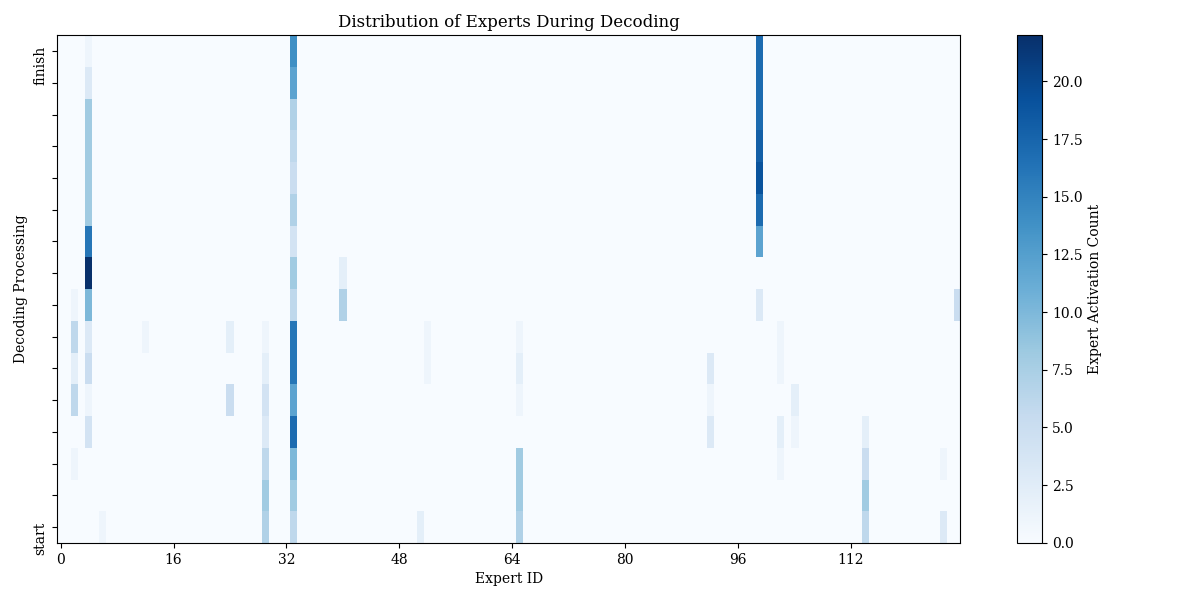 Distribution of Experts During Decoding
finish
Decoding Processing
start
0 16 32 48 64 80 96 112
Expert ID
20.0
17.5
15.0
12.5
10.0
7.5
5.0
2.5
0.0
Expert Activation Count